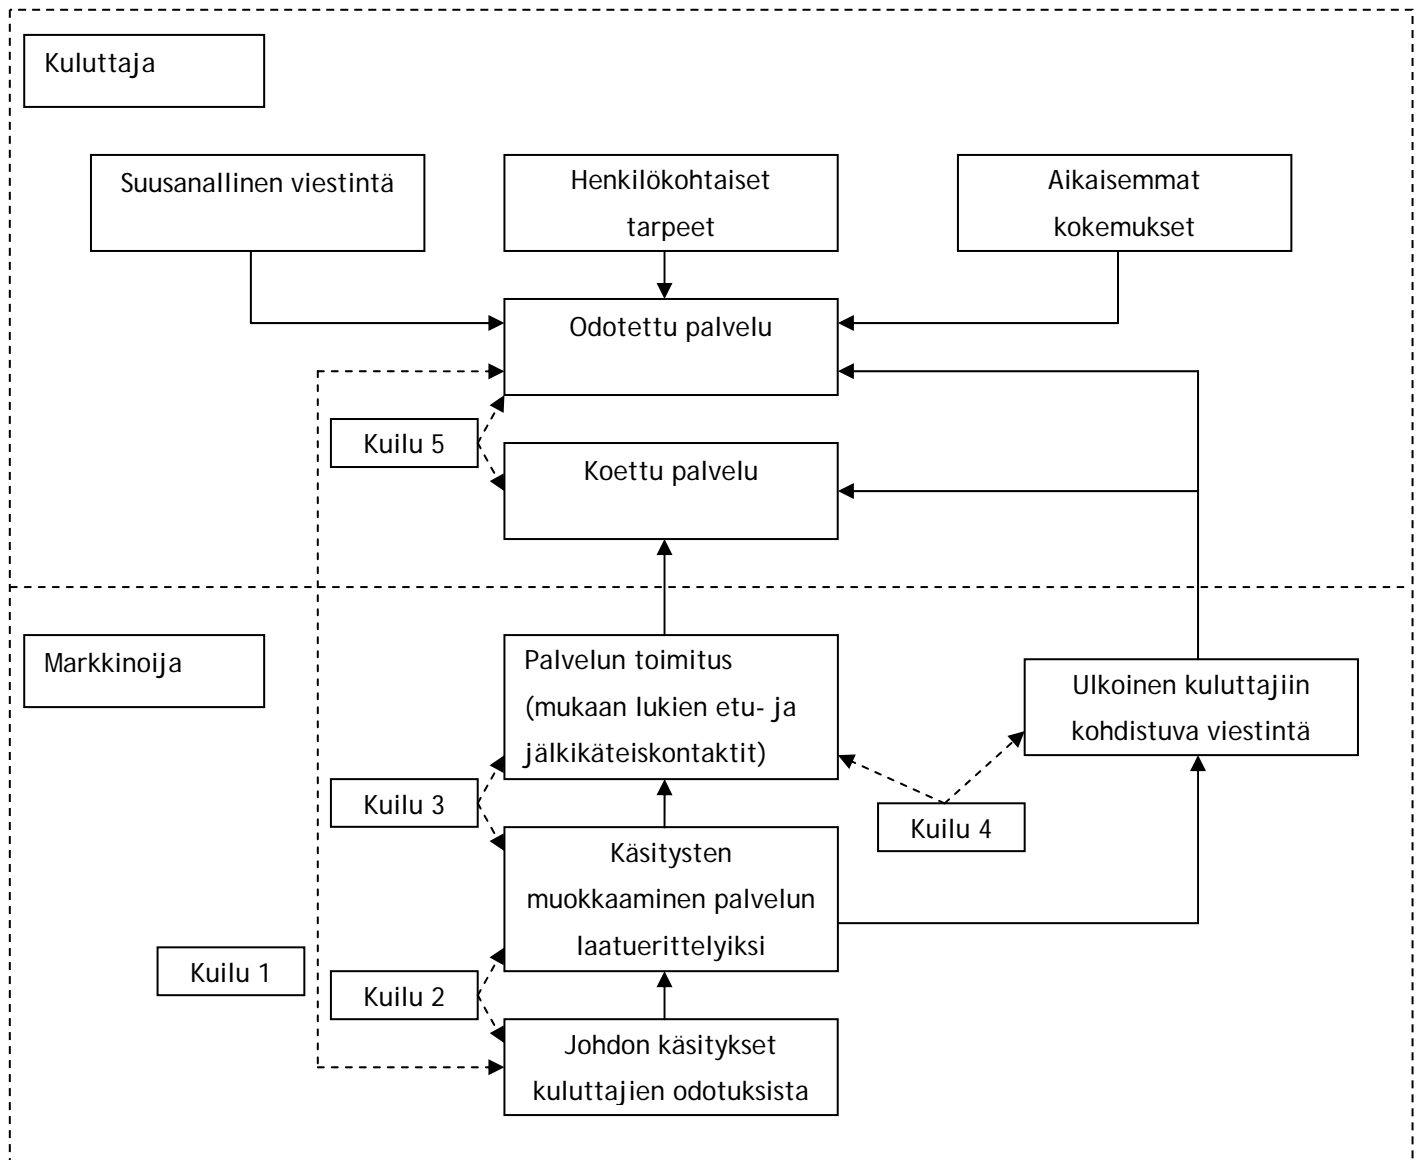 Kuluttaja
Suusanallinen viestintä
Henkilökohtaiset
tarpeet
Aikaisemmat
kokemukset
Odotettu palvelu
Kuilu 5
Koettu palvelu
Markkinoija
Palvelun toimitus
(mukaan lukien etu- ja
jälkikäteiskontaktit)
Ulkoinen kuluttajiin
kohdistuva viestintä
Kuilu 3
Kuilu 4
Käsitysten
muokkaaminen palvelun
laatuerittelyiksi
Kuilu 1
Kuilu 2
Johdon käsitykset
kuluttajien odotuksista